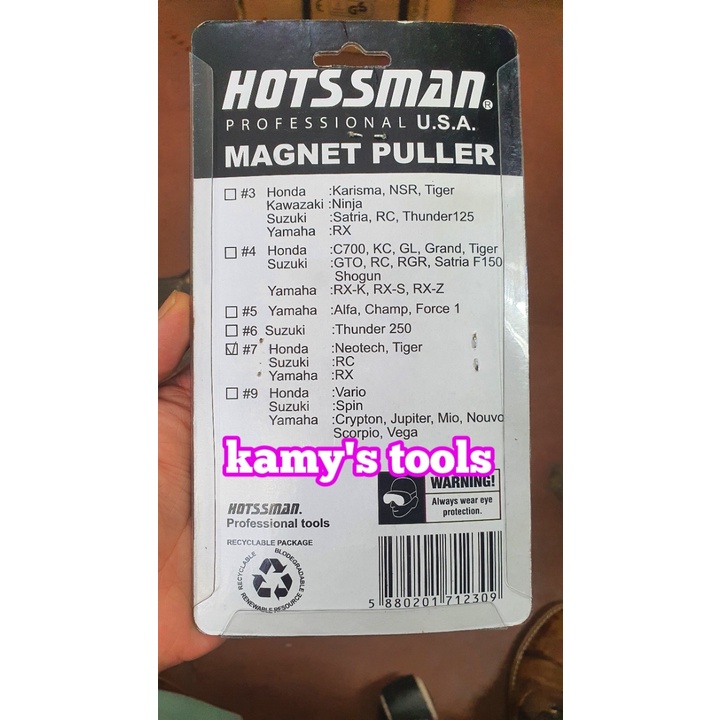 GS
HOTSSMAN®
PROFESSIONAL U.S.A.
MAGNET PULLER
#3 Honda :Karisma, NSR, Tiger
Kawazaki :Ninja
Suzuki :Satria, RC, Thunder125
Yamaha :RX
#4 Honda :C700, KC, GL, Grand, Tiger
Suzuki :GTO, RC, RGR, Satria F150
Shogun
Yamaha :RX-K, RX-S, RX-Z
#5 Yamaha :Alfa, Champ, Force 1
#6 Suzuki :Thunder 250
#7 Honda :Neotech, Tiger
Suzuki :RC
Yamaha :RX
#9 Honda :Vario
Suzuki :Spin
Yamaha :Crypton, Jupiter, Mio, Nouvo
Scorpio, Vega
kamy's tools
WARNING!
Always wear eye
protection.
HOTSSMAN.
Professional tools
RECYCLABLE PACKAGE
RECYCLABLE
BLODEGRADABLE
RENEWABLE RESOURCE
5 880201 712309